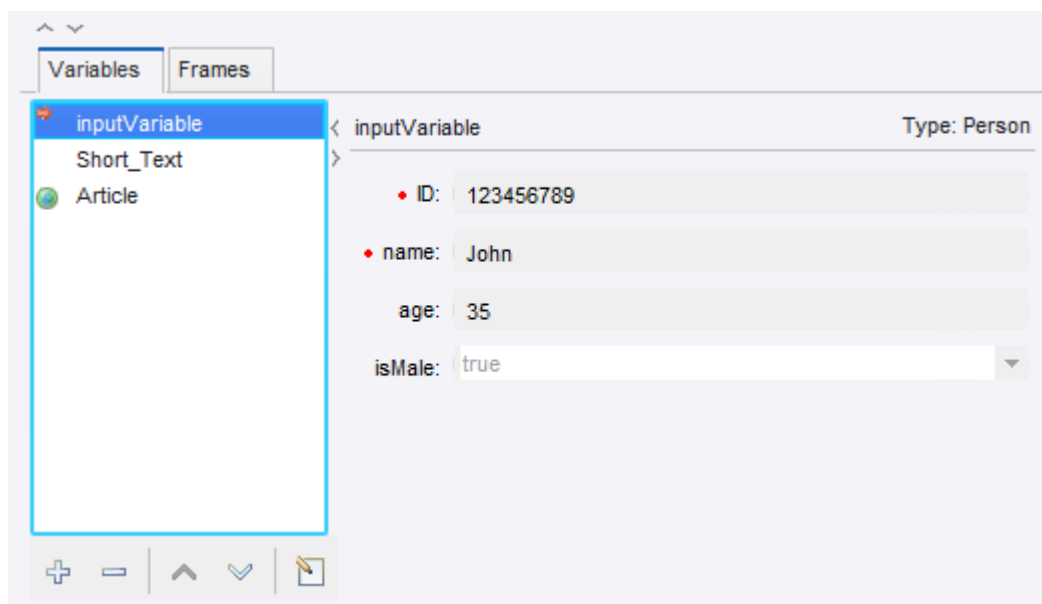 Variables Frames
inputVariable
Short_Text
Article
inputVariable Type: Person
ID: 123456789
name: John
age: 35
isMale: true